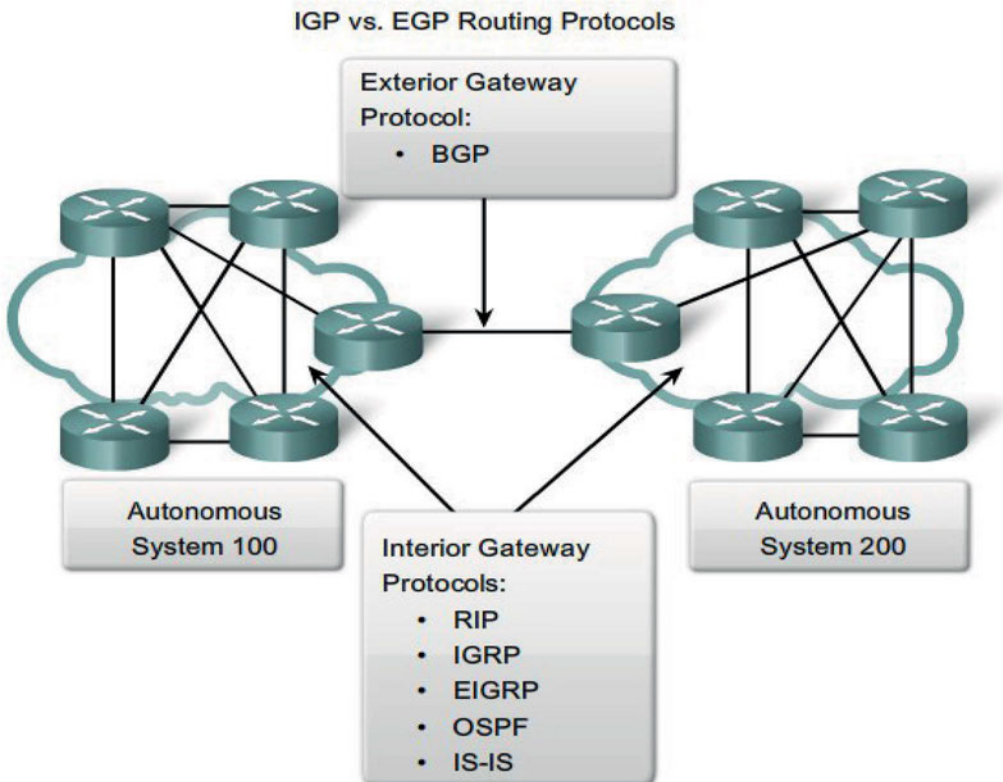 IGP vs. EGP Routing Protocols
Exterior Gateway
Protocol:
• BGP
Autonomous
System 100
Autonomous
System 200
Interior Gateway
Protocols:
• RIP
• IGRP
• EIGRP
• OSPF
• IS-IS